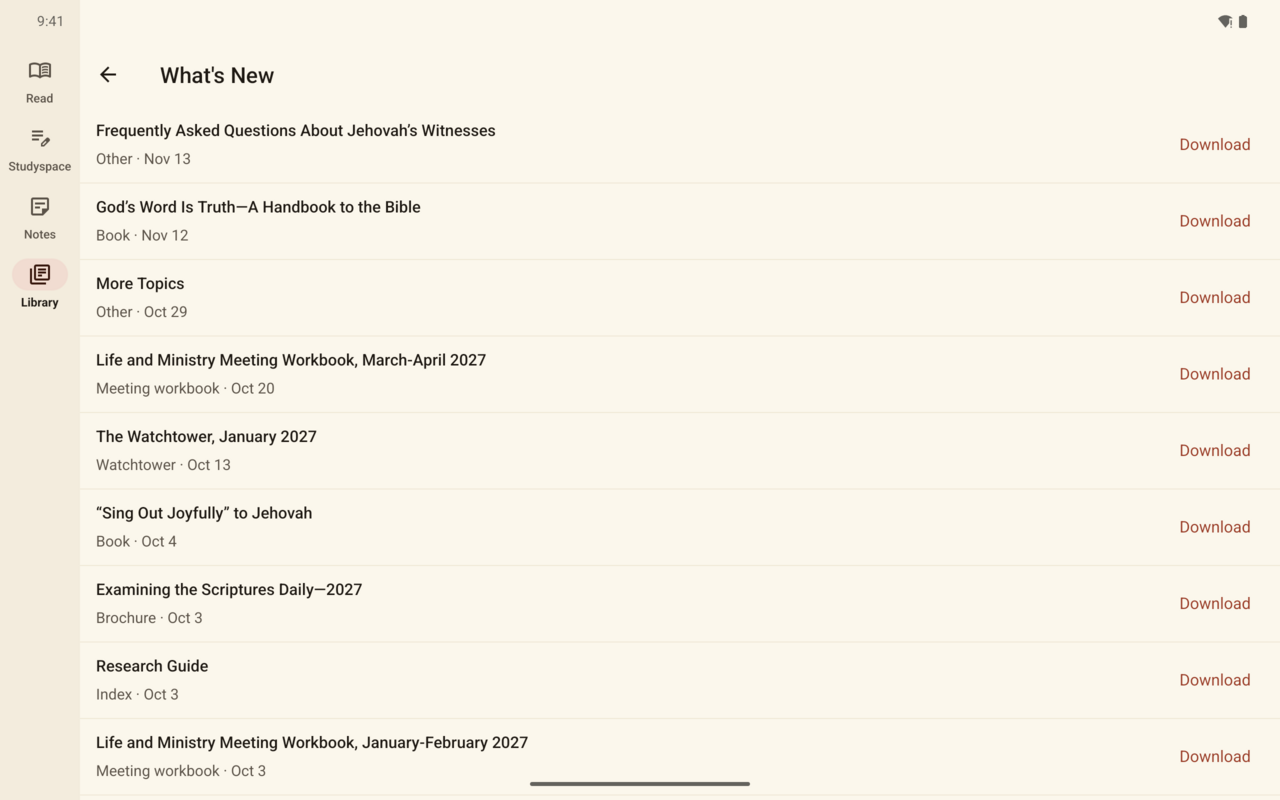 9:41
Read
Studyspace
Notes
Library
What's New
Frequently Asked Questions About Jehovah’s Witnesses
Other · Nov 13
Download
God’s Word Is Truth—A Handbook to the Bible
Book · Nov 12
Download
More Topics
Other · Oct 29
Download
Life and Ministry Meeting Workbook, March-April 2027
Meeting workbook · Oct 20
Download
The Watchtower, January 2027
Watchtower · Oct 13
Download
“Sing Out Joyfully” to Jehovah
Book · Oct 4
Download
Examining the Scriptures Daily—2027
Brochure · Oct 3
Download
Research Guide
Index · Oct 3
Download
Life and Ministry Meeting Workbook, January-February 2027
Meeting workbook · Oct 3
Download